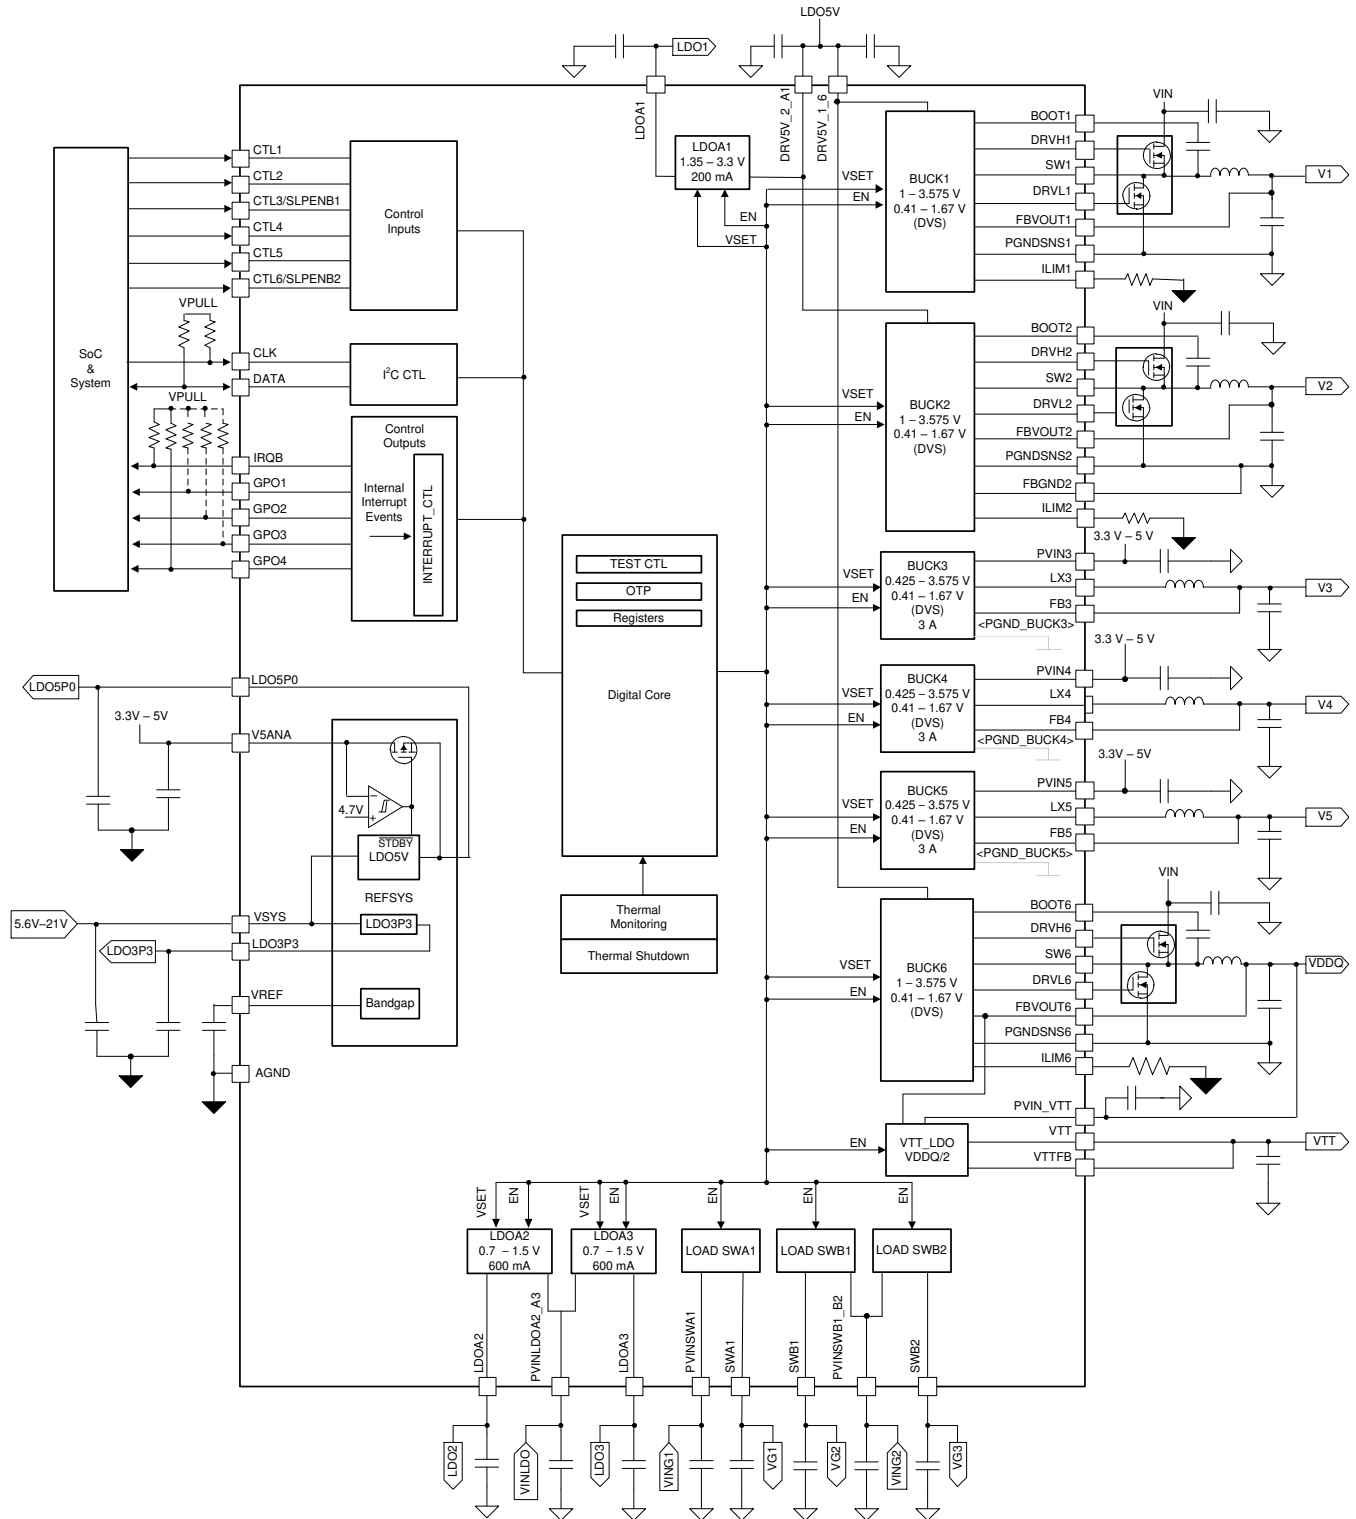 LDO5V
LDO1
LDOA1
DRV5V_2_A1
DRV5V_1_6
LDOA1
1.35 – 3.3 V
200 mA
EN
VSET
SoC
&
System
CTL1
CTL2
CTL3/SLPENB1
CTL4
CTL5
CTL6/SLPENB2
Control
Inputs
VPULL
CLK
DATA
I2C CTL
VPULL
IRQB
GPO1
GPO2
GPO3
GPO4
Control
Outputs
Internal
Interrupt
Events
INTERRUPT_CTL
TEST CTL
OTP
Registers
Digital Core
Thermal
Monitoring
Thermal Shutdown
LDO5P0
LDO5P0
3.3V – 5V
V5ANA
4.7V
–
+
STDBY
LDO5V
REFSYS
5.6V–21V
VSYS
LDO3P3
LDO3P3
LDO3P3
VREF
Bandgap
AGND
VSET
EN
BUCK1
1 – 3.575 V
0.41 – 1.67 V
(DVS)
BOOT1
DRVH1
SW1
DRVL1
FBVOUT1
PGNDSNS1
ILIM1
VIN
V1
VSET
EN
BUCK2
1 – 3.575 V
0.41 – 1.67 V
(DVS)
BOOT2
DRVH2
SW2
DRVL2
FBVOUT2
PGNDSNS2
FBGND2
ILIM2
VIN
V2
VSET
EN
BUCK3
0.425 – 3.575 V
0.41 – 1.67 V
(DVS)
3 A
PVIN3
LX3
FB3
<PGND_BUCK3>
3.3 V – 5 V
V3
VSET
EN
BUCK4
0.425 – 3.575 V
0.41 – 1.67 V
(DVS)
3 A
PVIN4
LX4
FB4
<PGND_BUCK4>
3.3 V – 5 V
V4
VSET
EN
BUCK5
0.425 – 3.575 V
0.41 – 1.67 V
(DVS)
3 A
PVIN5
LX5
FB5
<PGND_BUCK5>
3.3V – 5V
V5
VSET
EN
BUCK6
1 – 3.575 V
0.41 – 1.67 V
(DVS)
BOOT6
DRVH6
SW6
DRVL6
FBVOUT6
PGNDSNS6
ILIM6
VIN
VDDQ
EN
VTT_LDO
VDDQ/2
PVIN_VTT
VTT
VTTFB
VTT
VSET
EN
VSET
EN
EN
EN
EN
LDOA2
0.7 – 1.5 V
600 mA
LDOA3
0.7 – 1.5 V
600 mA
LOAD SWA1
LOAD SWB1
LOAD SWB2
LDOA2
PVINLDOA2_A3
LDOA3
PVINSWA1
SWA1
SWB1
PVINSWB1_B2
SWB2
LDO2
VINLDO
LDO3
VING1
VG1
VG2
VING2
VG3